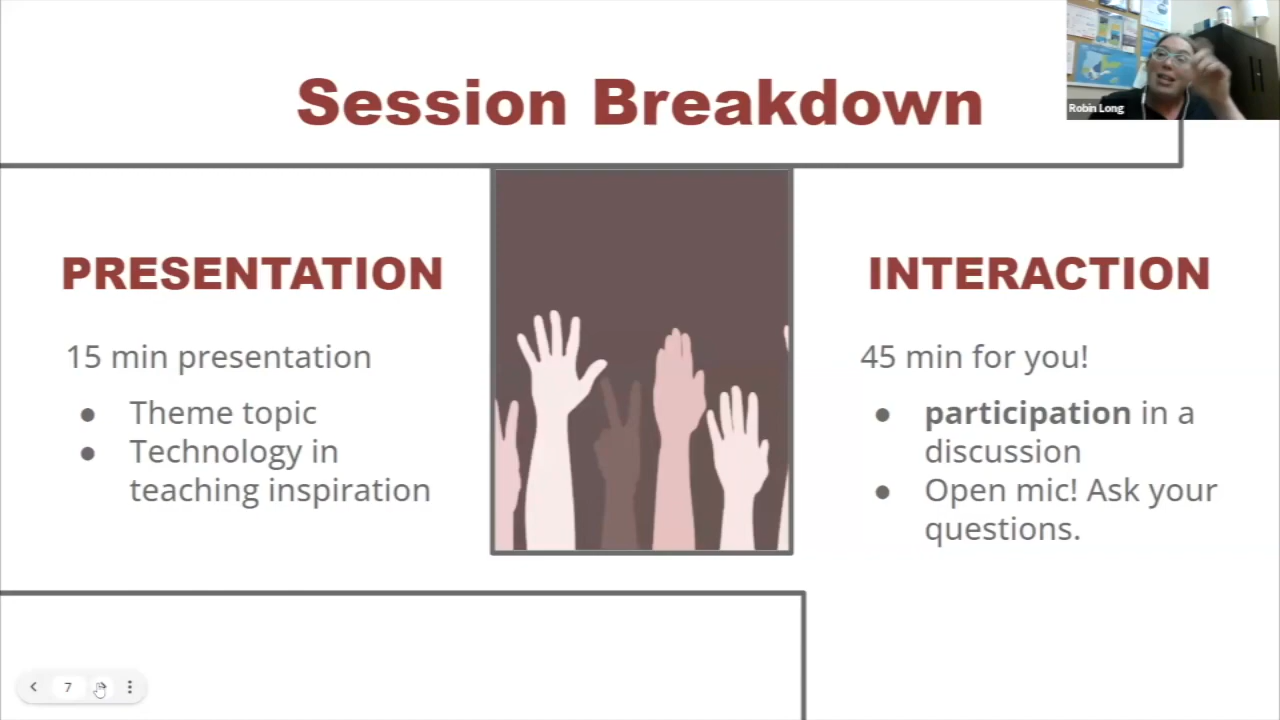 Session Breakdown
Robin Long
PRESENTATION
15 min presentation
● Theme topic
● Technology in
teaching inspiration
INTERACTION
45 min for you!
● participation in a
discussion
● Open mic! Ask your
questions.
7